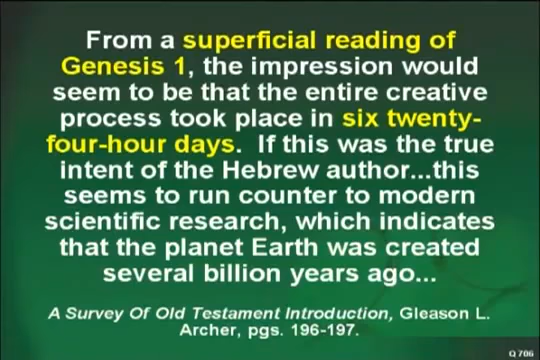 From a superficial reading of
Genesis 1, the impression would
seem to be that the entire creative
process took place in six twenty-
four-hour days.  If this was the true
intent of the Hebrew author...this
seems to run counter to modern
scientific research, which indicates
that the planet Earth was created
several billion years ago...
A Survey Of Old Testament Introduction, Gleason L.
Archer, pgs. 196-197.
Q 706